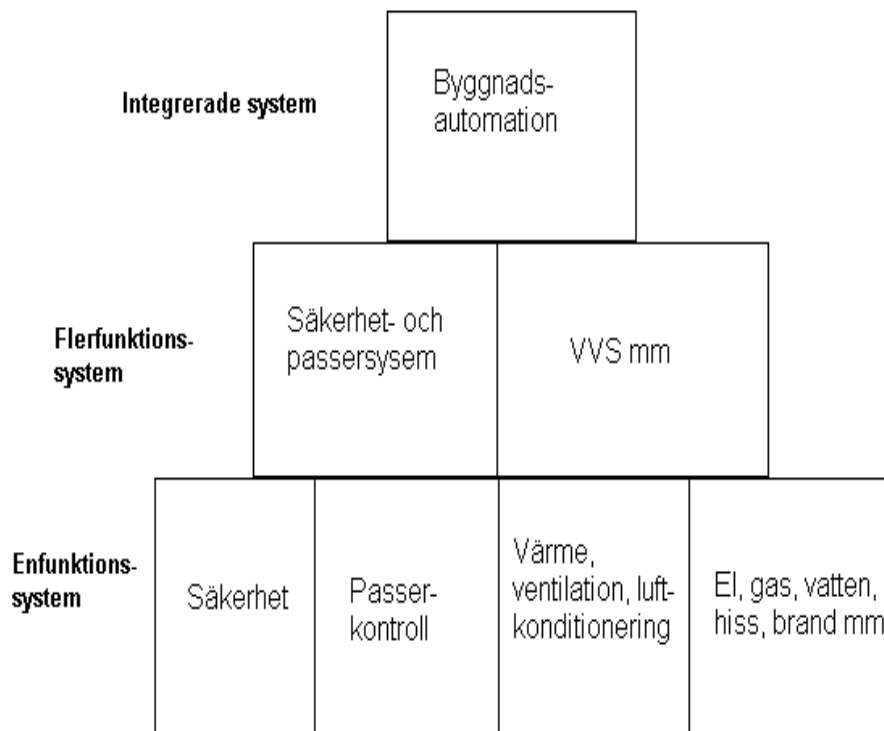 Integrerade system
Byggnads-
automation
Flerfunktions-
system
Säkerhet- och
passersysem
VVS mm
Enfunktions-
system
Säkerhet
Passer-
kontroll
Värme,
ventilation, luft-
konditionering
El, gas, vatten,
hiss, brand mm